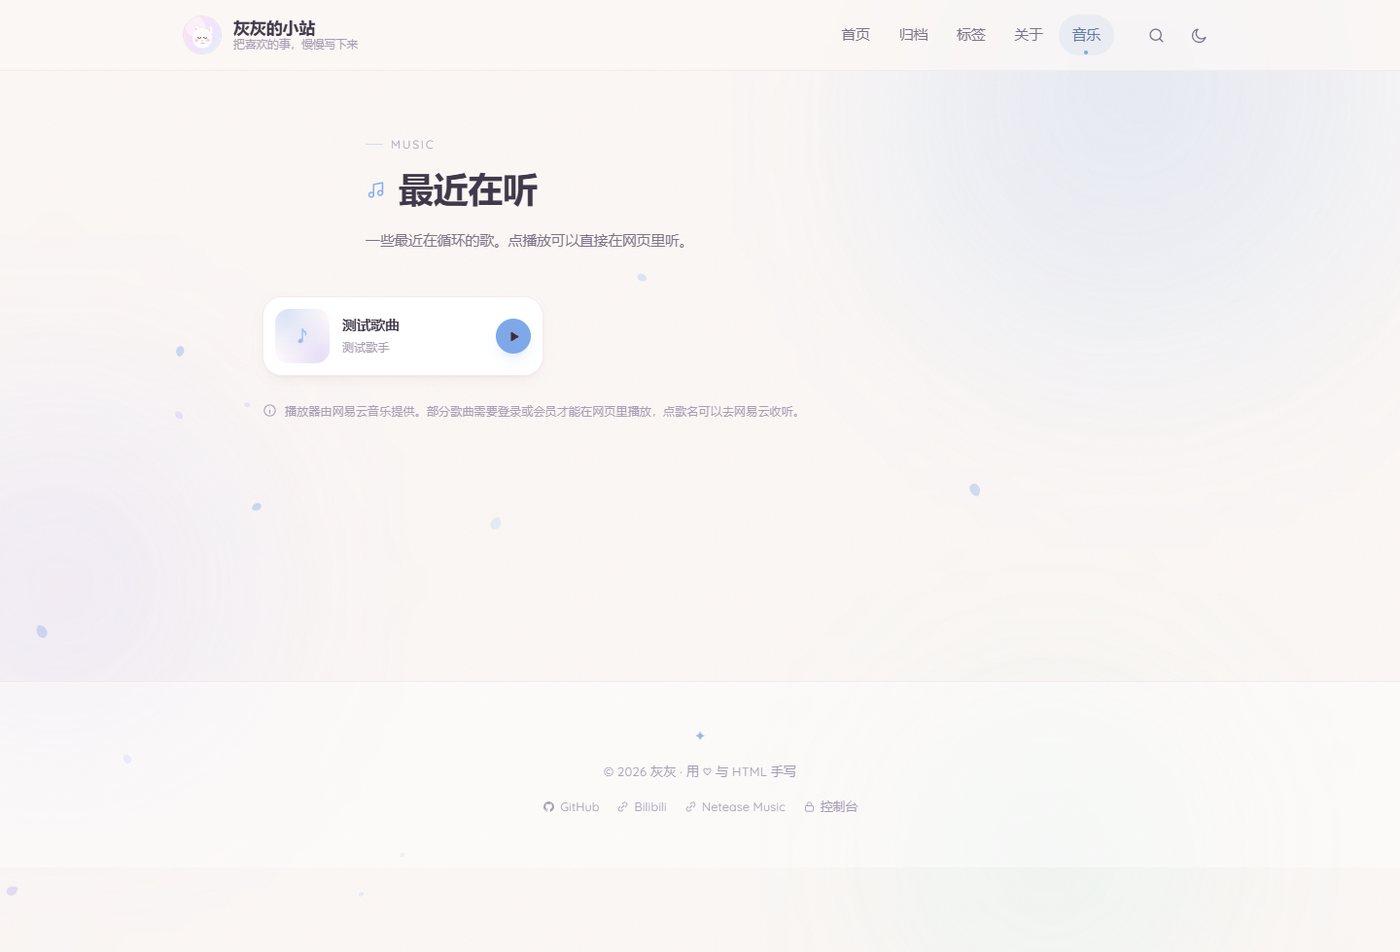 灰灰的小站
把喜欢的事，慢慢写下来
首页 归档 标签 关于 音乐
MUSIC
最近在听
一些最近在循环的歌。点播放可以直接在网页里听。
测试歌曲
测试歌手
播放器由网易云音乐提供。部分歌曲需要登录或会员才能在网页里播放，点歌名可以去网易云收听。
© 2026 灰灰 · 用 ♡ 与 HTML 手写
GitHub Bilibili Netease Music 控制台